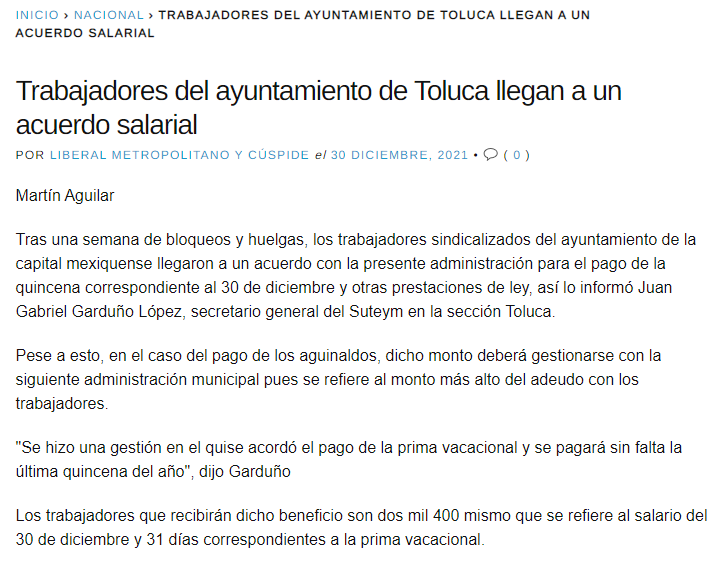 INICIO › NACIONAL › TRABAJADORES DEL AYUNTAMIENTO DE TOLUCA LLEGAN A UN
ACUERDO SALARIAL
Trabajadores del ayuntamiento de Toluca llegan a un
acuerdo salarial
POR LIBERAL METROPOLITANO Y CÚSPIDE el 30 DICIEMBRE, 2021 • ( 0 )
Martín Aguilar
Tras una semana de bloqueos y huelgas, los trabajadores sindicalizados del ayuntamiento de la
capital mexiquense llegaron a un acuerdo con la presente administración para el pago de la
quincena correspondiente al 30 de diciembre y otras prestaciones de ley, así lo informó Juan
Gabriel Garduño López, secretario general del Suteym en la sección Toluca.
Pese a esto, en el caso del pago de los aguinaldos, dicho monto deberá gestionarse con la
siguiente administración municipal pues se refiere al monto más alto del adeudo con los
trabajadores.
"Se hizo una gestión en el quise acordó el pago de la prima vacacional y se pagará sin falta la
última quincena del año", dijo Garduño
Los trabajadores que recibirán dicho beneficio son dos mil 400 mismo que se refiere al salario del
30 de diciembre y 31 días correspondientes a la prima vacacional.